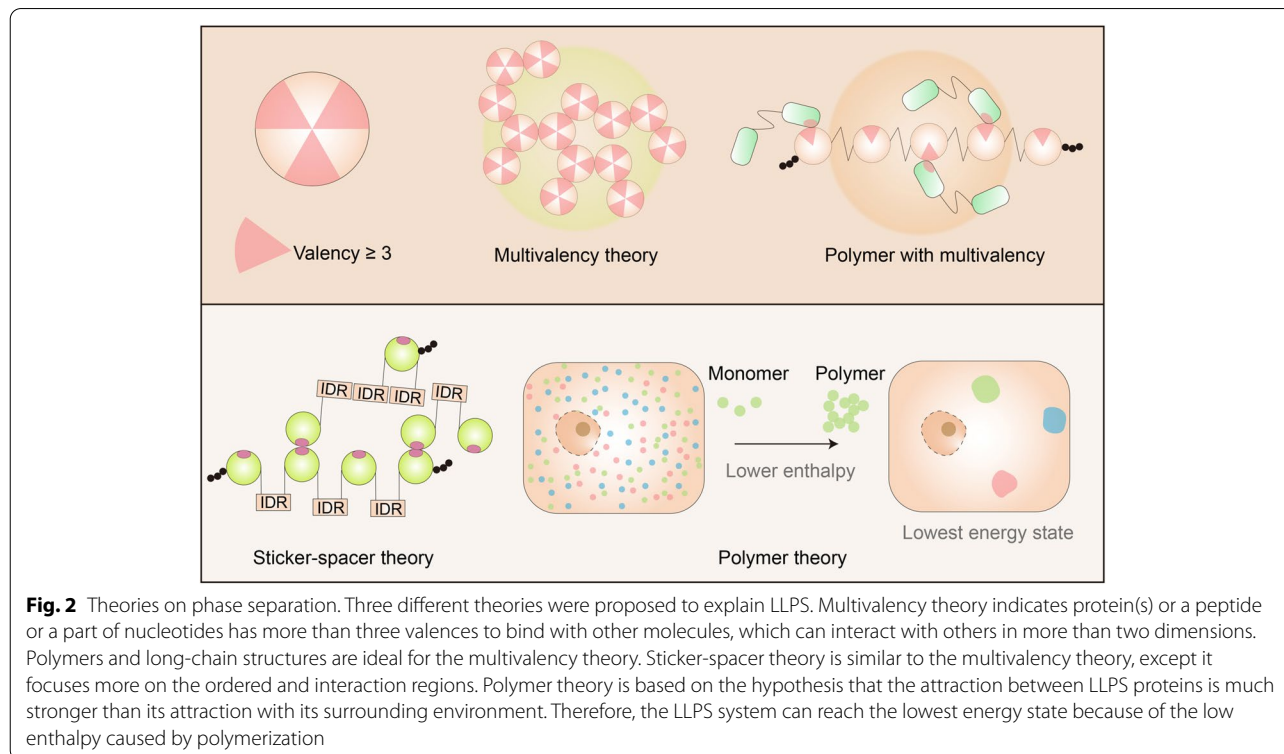 Valency ≥ 3
Multivalency theory
Polymer with multivalency
IDR
IDR
IDR
IDR
IDR
IDR
IDR
Sticker-spacer theory
Monomer
Polymer
Lower enthalpy
Polymer theory
Lowest energy state
Fig. 2 Theories on phase separation. Three different theories were proposed to explain LLPS. Multivalency theory indicates protein(s) or a peptide
or a part of nucleotides has more than three valences to bind with other molecules, which can interact with others in more than two dimensions.
Polymers and long-chain structures are ideal for the multivalency theory. Sticker-spacer theory is similar to the multivalency theory, except it
focuses more on the ordered and interaction regions. Polymer theory is based on the hypothesis that the attraction between LLPS proteins is much
stronger than its attraction with its surrounding environment. Therefore, the LLPS system can reach the lowest energy state because of the low
enthalpy caused by polymerization